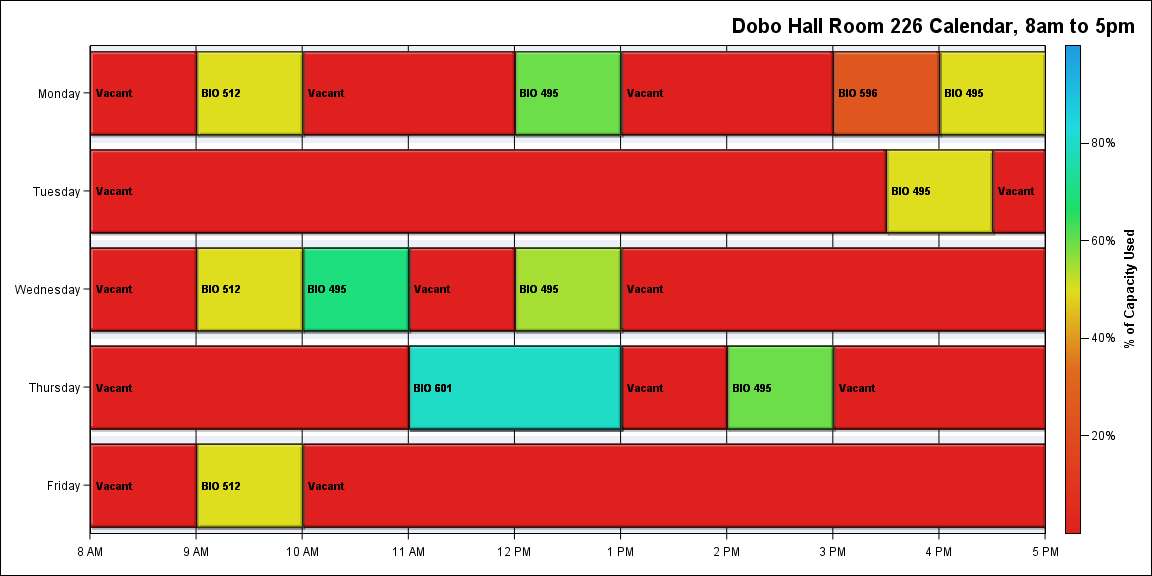 Dobo Hall Room 226 Calendar, 8am to 5pm
Monday Vacant BIO 512 Vacant BIO 495 Vacant BIO 596 BIO 495
80%
Tuesday Vacant BIO 495 Vacant
60%
% of Capacity Used
Wednesday Vacant BIO 512 BIO 495 Vacant BIO 495 Vacant
40%
Thursday Vacant BIO 601 Vacant BIO 495 Vacant
20%
Friday Vacant BIO 512 Vacant
8 AM 9 AM 10 AM 11 AM 12 PM 1 PM 2 PM 3 PM 4 PM 5 PM